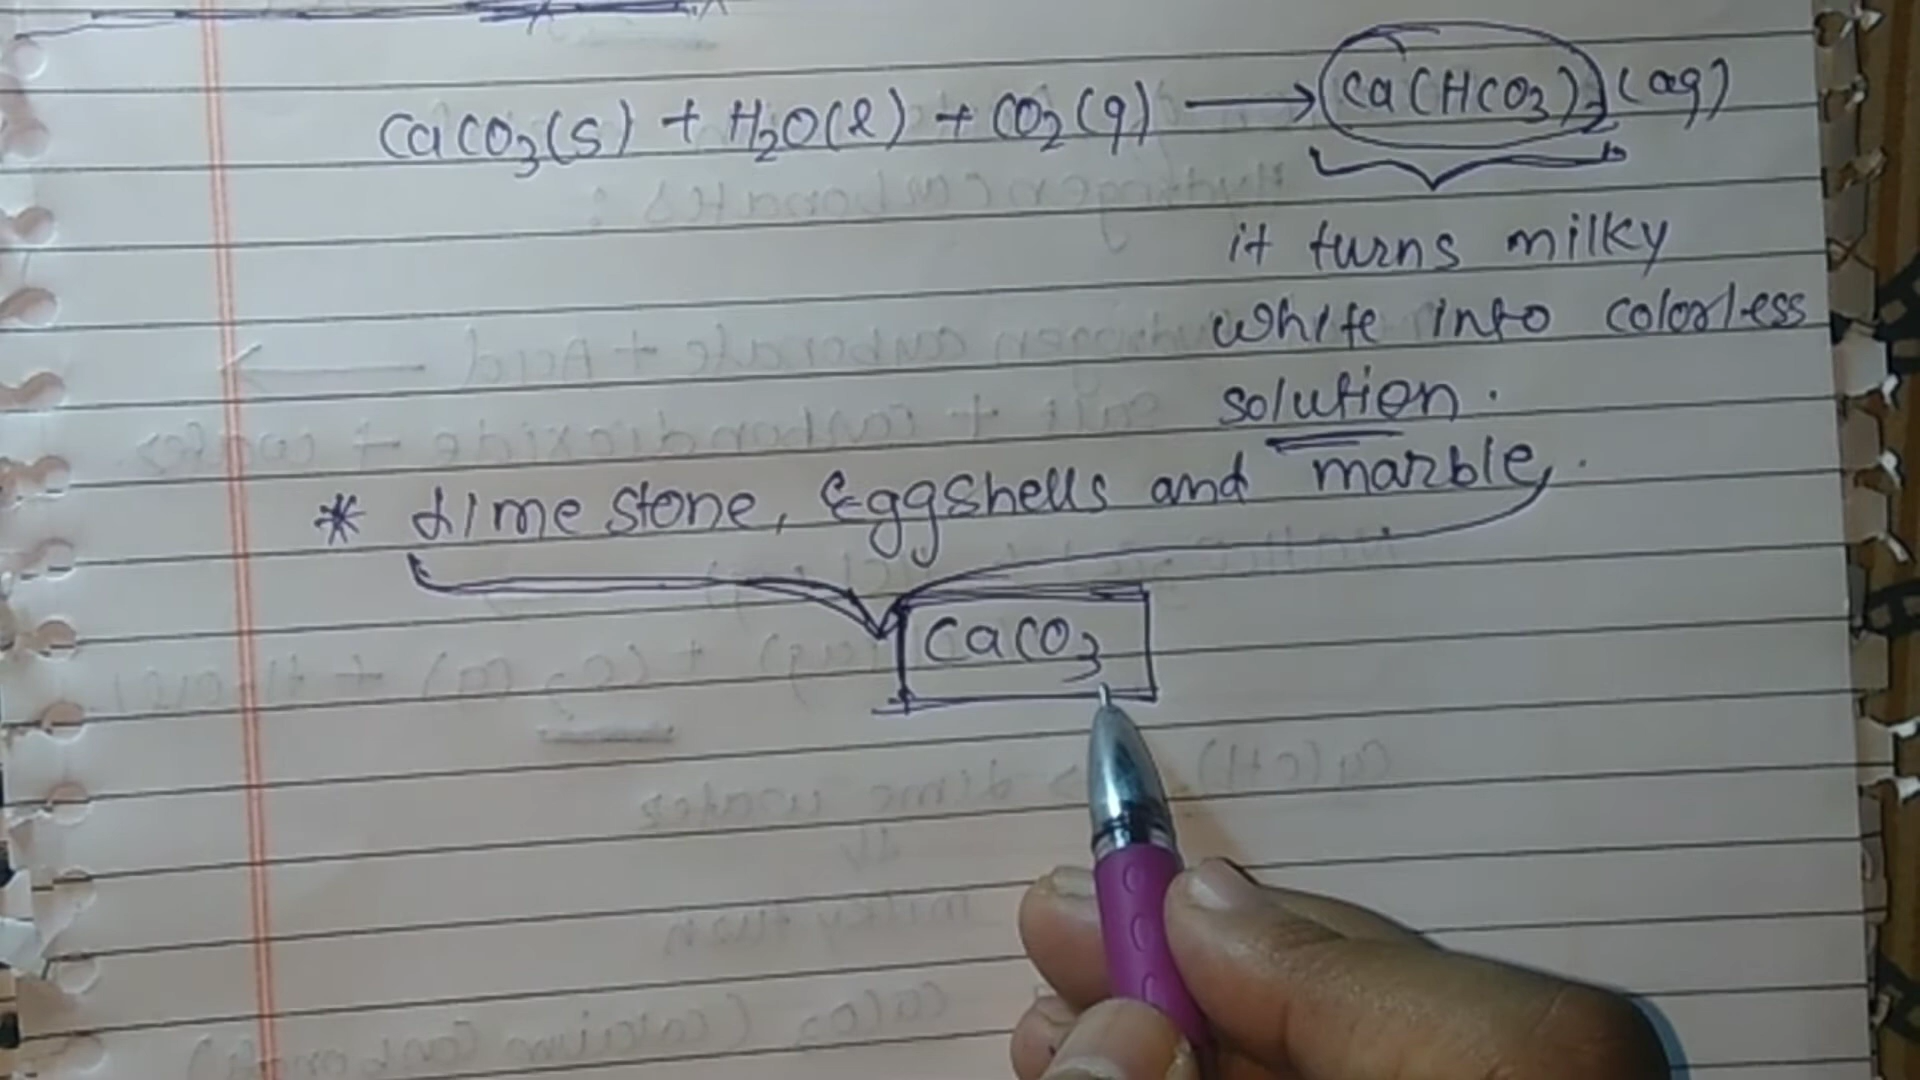 CaCO₃(s) + H₂O(l) + CO₂(g) ⟶ Ca(HCO₃)₂ (aq)
it turns milky
white into colorless
solution.
* Lime stone, Eggshells and marble.
CaCO₃